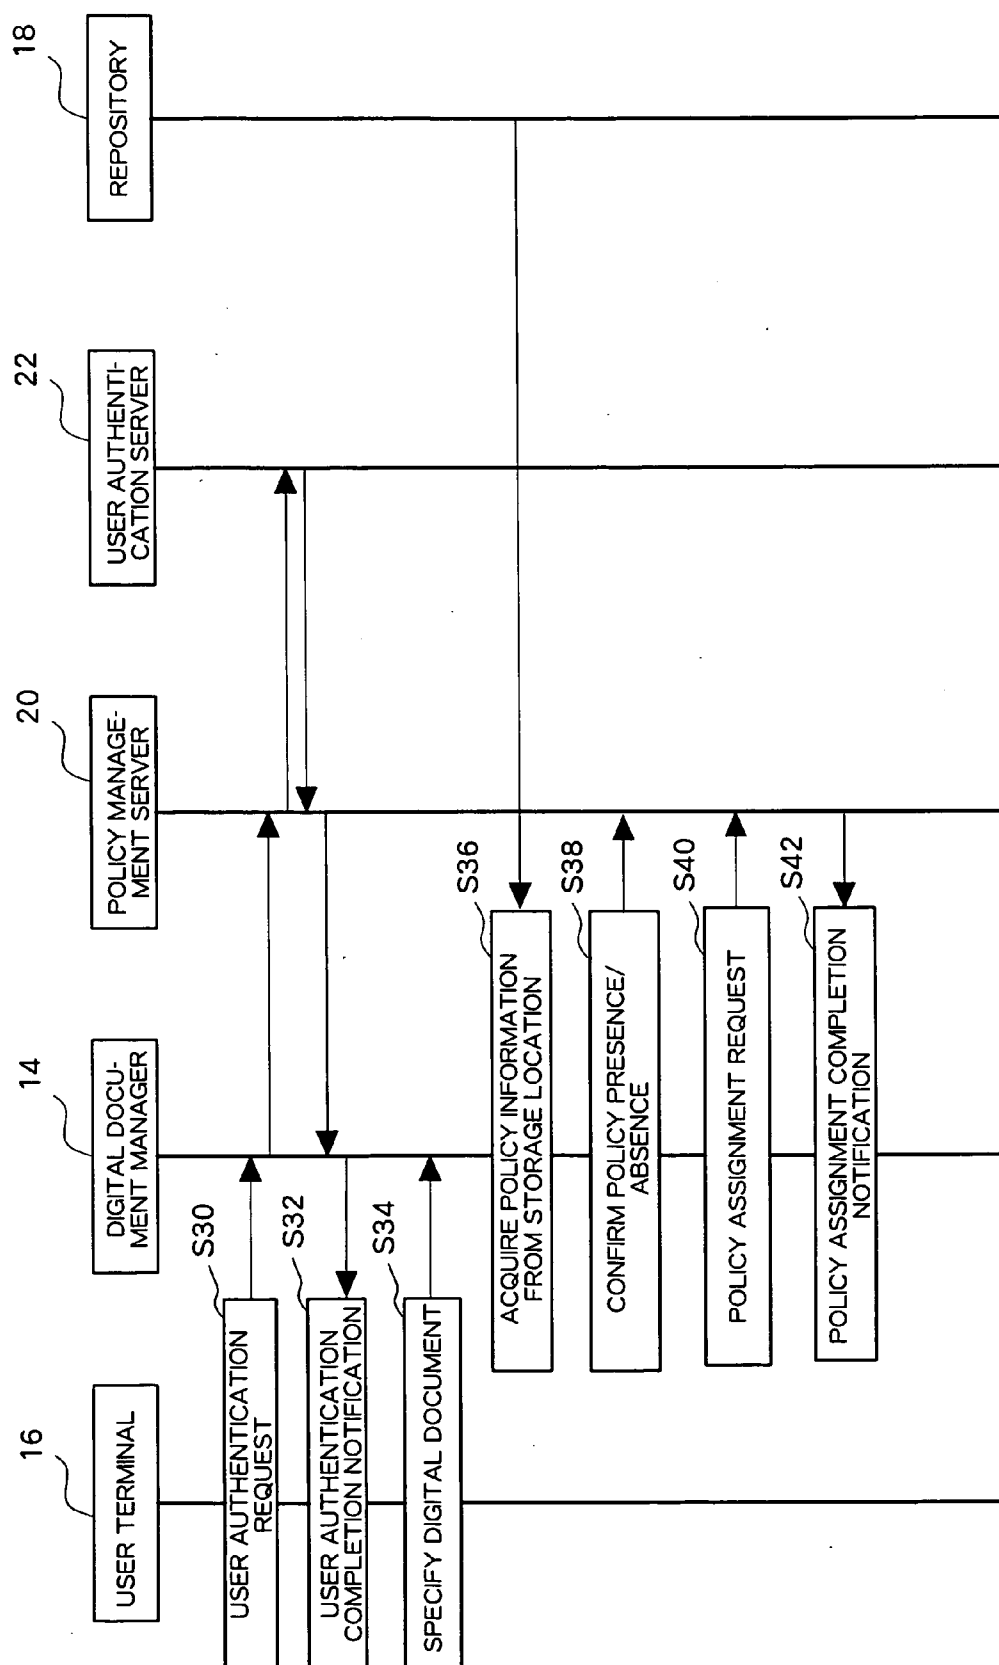 16
USER TERMINAL
14
DIGITAL DOCU-
MENT MANAGER
20
POLICY MANAGE-
MENT SERVER
22
USER AUTHENTI-
CATION SERVER
18
REPOSITORY
S30
USER AUTHENTICATION
REQUEST
S32
USER AUTHENTICATION
COMPLETION NOTIFICATION
S34
SPECIFY DIGITAL DOCUMENT
S36
ACQUIRE POLICY INFORMATION
FROM STORAGE LOCATION
S38
CONFIRM POLICY PRESENCE/
ABSENCE
S40
POLICY ASSIGNMENT REQUEST
S42
POLICY ASSIGNMENT COMPLETION
NOTIFICATION